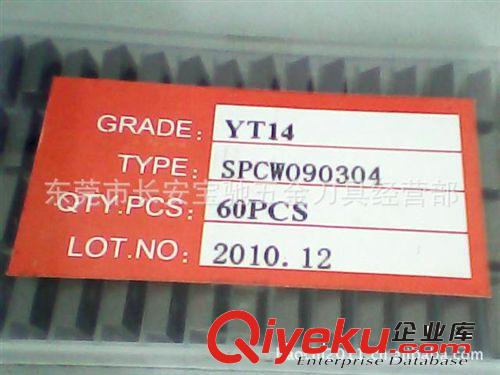 GRADE: YT14
TYPE: SPCW090304
东莞市长安宝驰五金刀具经营部
QTY.PCS: 60PCS
LOT.NO: 2010.12
Qiyeku.com 企业库
Enterprise Database